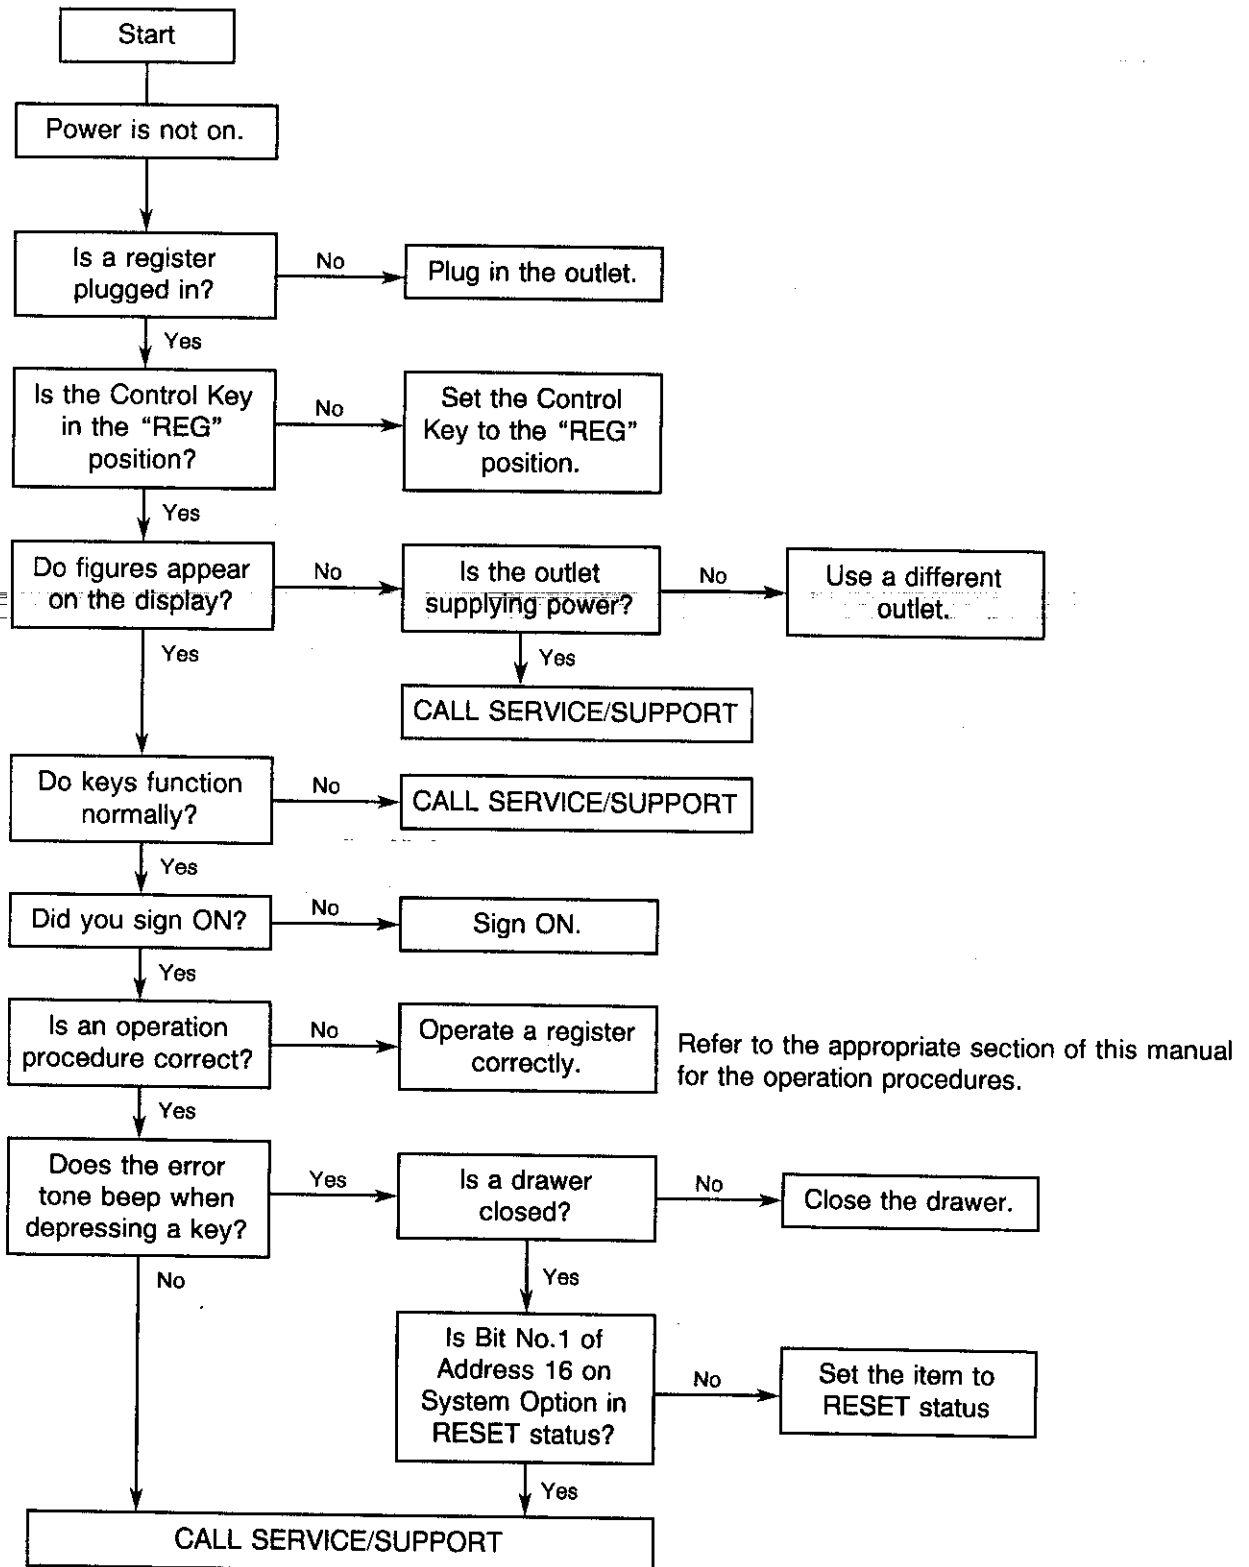 Start
Power is not on.
Is a register
plugged in?
No
Plug in the outlet.
Yes
Is the Control Key
in the “REG”
position?
No
Set the Control
Key to the “REG”
position.
Yes
Do figures appear
on the display?
No
Is the outlet
supplying power?
No
Use a different
outlet.
Yes
Yes
CALL SERVICE/SUPPORT
Do keys function
normally?
No
CALL SERVICE/SUPPORT
Yes
Did you sign ON?
No
Sign ON.
Yes
Is an operation
procedure correct?
No
Operate a register
correctly.
Refer to the appropriate section of this manual
for the operation procedures.
Yes
Does the error
tone beep when
depressing a key?
Yes
Is a drawer
closed?
No
Close the drawer.
No
Yes
Is Bit No.1 of
Address 16 on
System Option in
RESET status?
No
Set the item to
RESET status
Yes
CALL SERVICE/SUPPORT